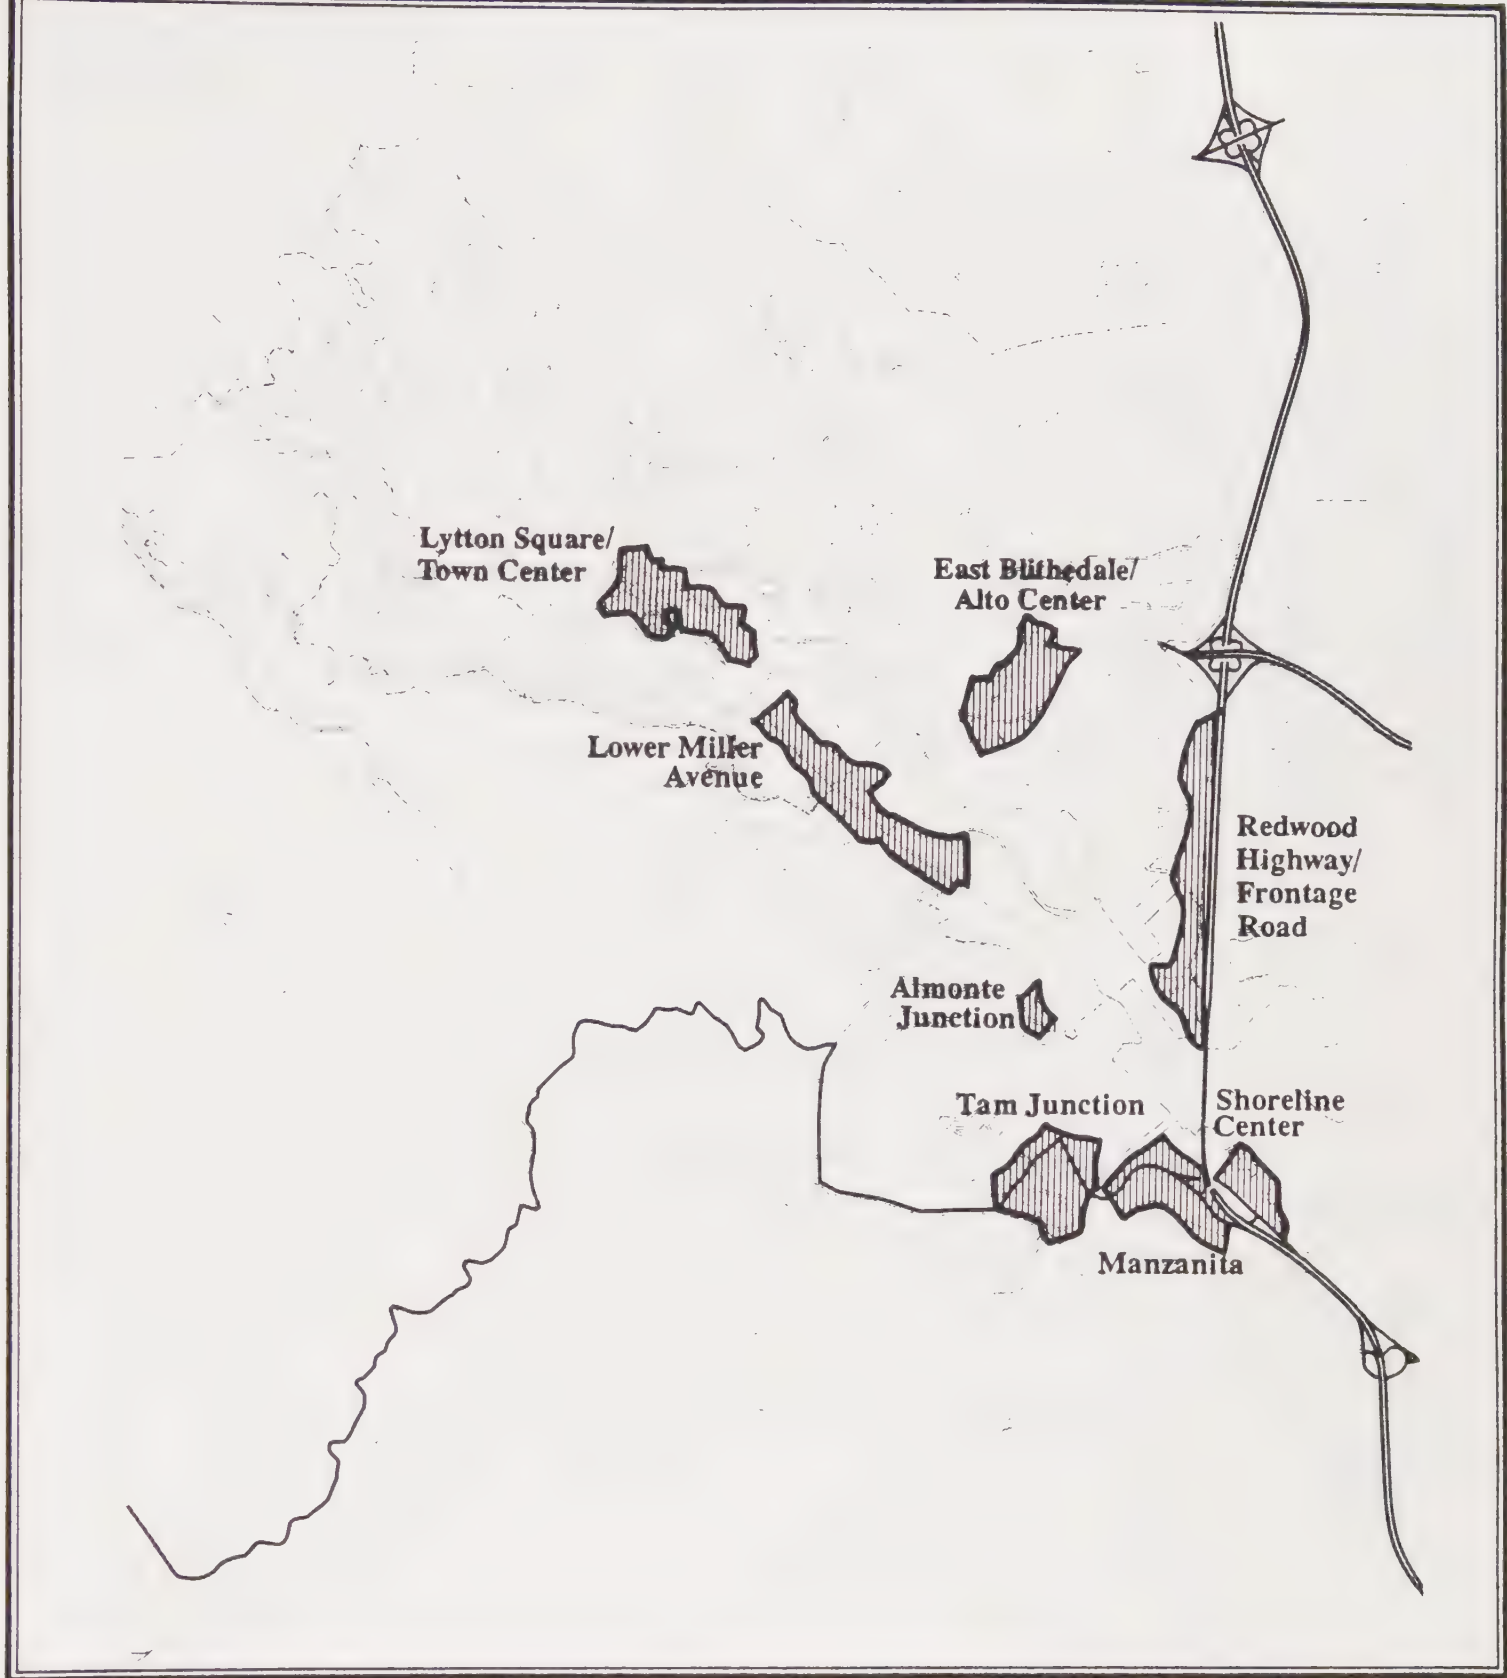 Lytton Square/
Town Center
East Blithedale/
Alto Center
Lower Miller
Avenue
Redwood
Highway/
Frontage
Road
Almonte
Junction
Tam Junction
Shoreline
Center
Manzanita